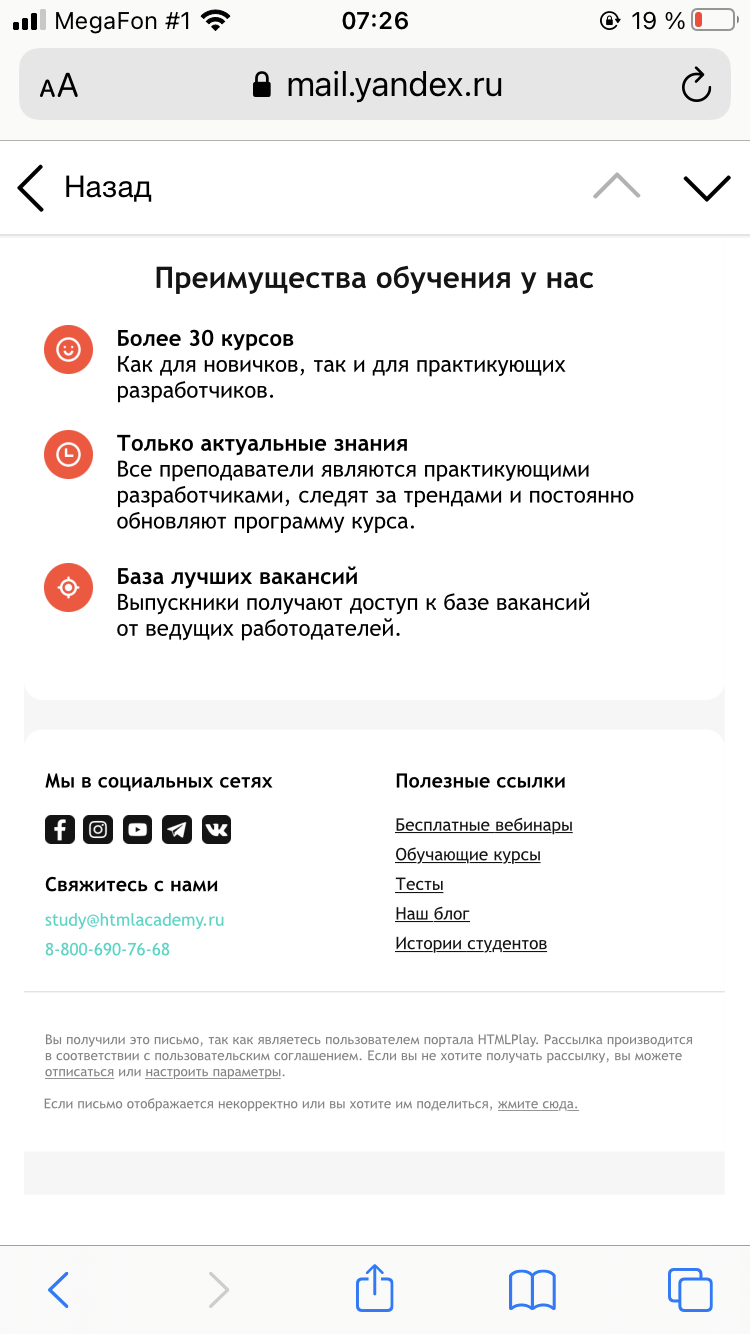 MegaFon #1 07:26 19 %
AA mail.yandex.ru
Назад
Преимущества обучения у нас
Более 30 курсов
Как для новичков, так и для практикующих
разработчиков.
Только актуальные знания
Все преподаватели являются практикующими
разработчиками, следят за трендами и постоянно
обновляют программу курса.
База лучших вакансий
Выпускники получают доступ к базе вакансий
от ведущих работодателей.
Мы в социальных сетях
Свяжитесь с нами
study@htmlacademy.ru
8-800-690-76-68
Полезные ссылки
Бесплатные вебинары
Обучающие курсы
Тесты
Наш блог
Истории студентов
Вы получили это письмо, так как являетесь пользователем портала HTMLPlay. Рассылка производится
в соответствии с пользовательским соглашением. Если вы не хотите получать рассылку, вы можете
отписаться или настроить параметры.
Если письмо отображается некорректно или вы хотите им поделиться, жмите сюда.